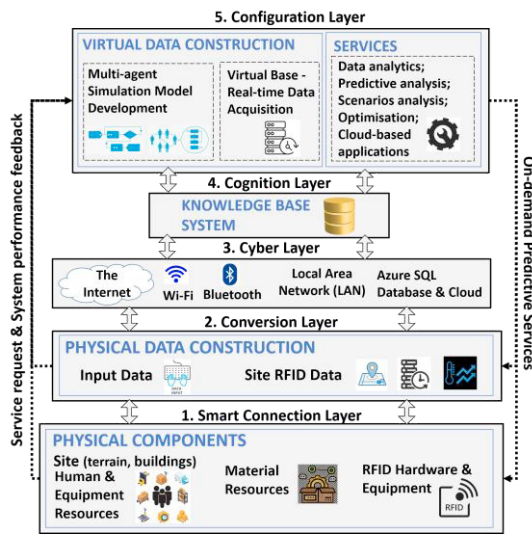 5. Configuration Layer
VIRTUAL DATA CONSTRUCTION
Multi-agent
Simulation Model
Development
Virtual Base -
Real-time Data
Acquisition
SERVICES
Data analytics;
Predictive analysis;
Scenarios analysis;
Optimisation;
Cloud-based
applications
4. Cognition Layer
KNOWLEDGE BASE
SYSTEM
3. Cyber Layer
The
Internet
Wi-Fi
Bluetooth
Local Area
Network (LAN)
Azure SQL
Database & Cloud
2. Conversion Layer
PHYSICAL DATA CONSTRUCTION
Input Data
Site RFID Data
1. Smart Connection Layer
PHYSICAL COMPONENTS
Site (terrain, buildings)
Human &
Equipment
Resources
Material
Resources
RFID Hardware &
Equipment
RFID
Service request & System performance feedback
On-demand Predictive Services